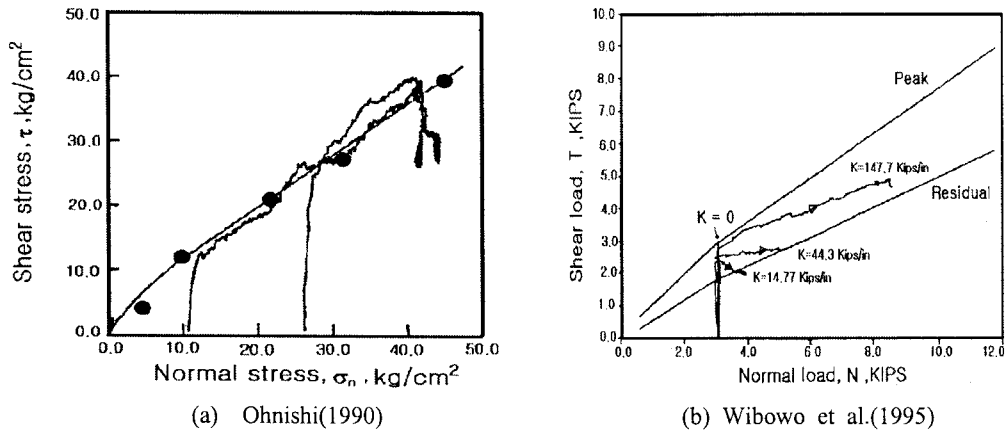 50.0
40.0
30.0
20.0
10.0
0.0
Shear stress, τ, kg/cm²
0.0 10.0 20.0 30.0 40.0 50.0
Normal stress, σn, kg/cm²
(a) Ohnishi(1990)
10.0
9.0
8.0
7.0
6.0
5.0
4.0
3.0
2.0
1.0
0.0
Shear load, T ,KIPS
Peak
K=147.7 Kips/in
Residual
K = 0
K=44.3 Kips/in
K=14.77 Kips/in
0.0 2.0 4.0 6.0 8.0 10.0 12.0
Normal load, N ,KIPS
(b) Wibowo et al.(1995)